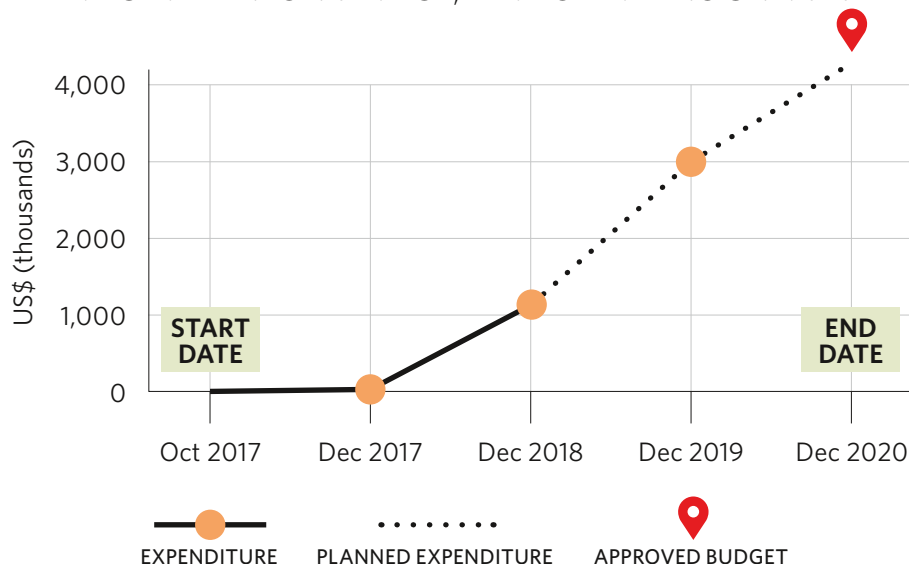 4,000
3,000
2,000
1,000
0
US$ (thousands)
START
DATE
END
DATE
Oct 2017
Dec 2017
Dec 2018
Dec 2019
Dec 2020
EXPENDITURE
PLANNED EXPENDITURE
APPROVED BUDGET